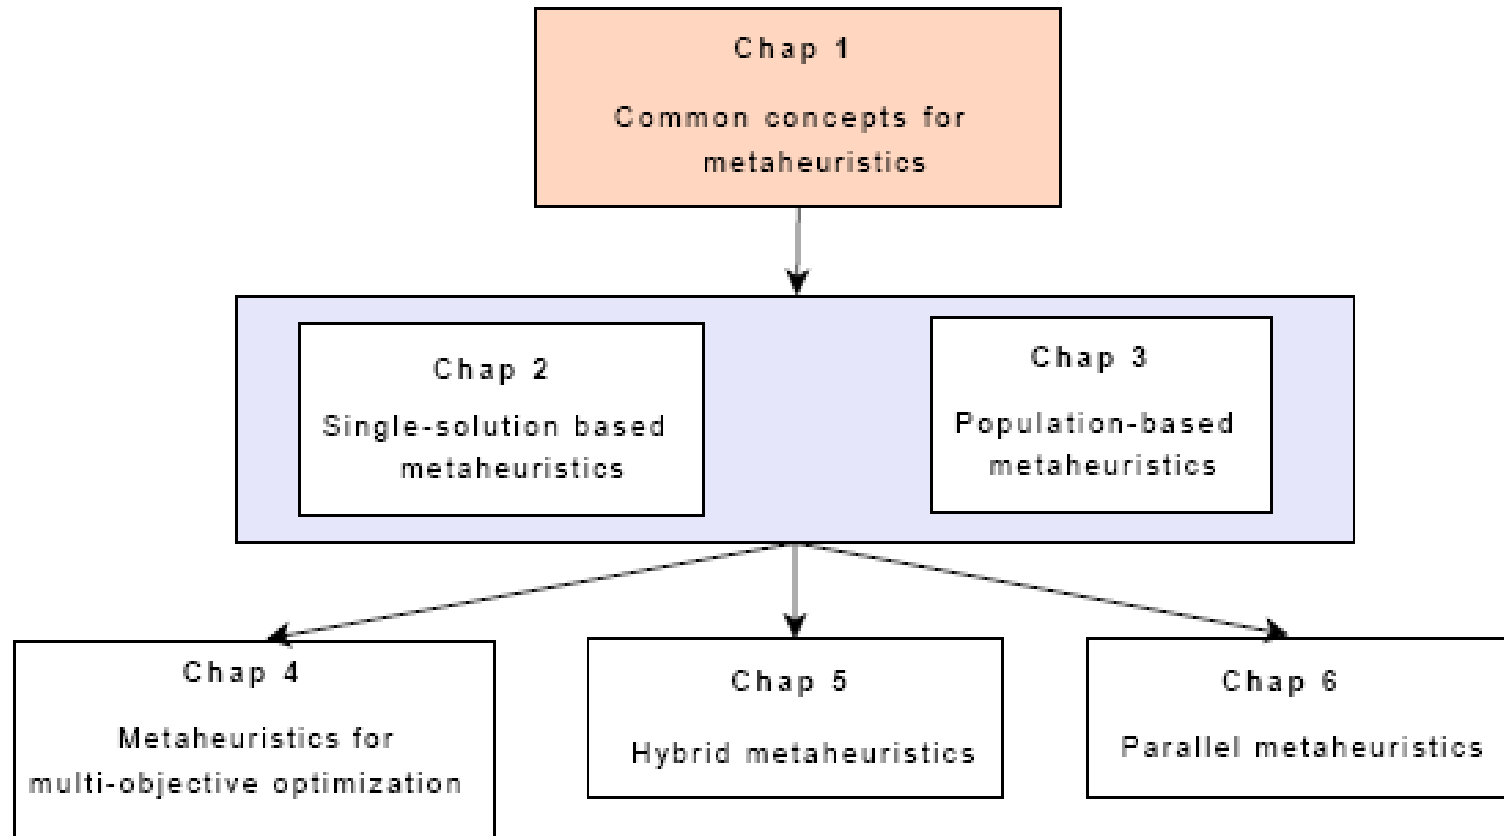 Chap 1
Common concepts for
metaheuristics
Chap 2
Single-solution based
metaheuristics
Chap 3
Population-based
metaheuristics
Chap 4
Metaheuristics for
multi-objective optimization
Chap 5
Hybrid metaheuristics
Chap 6
Parallel metaheuristics